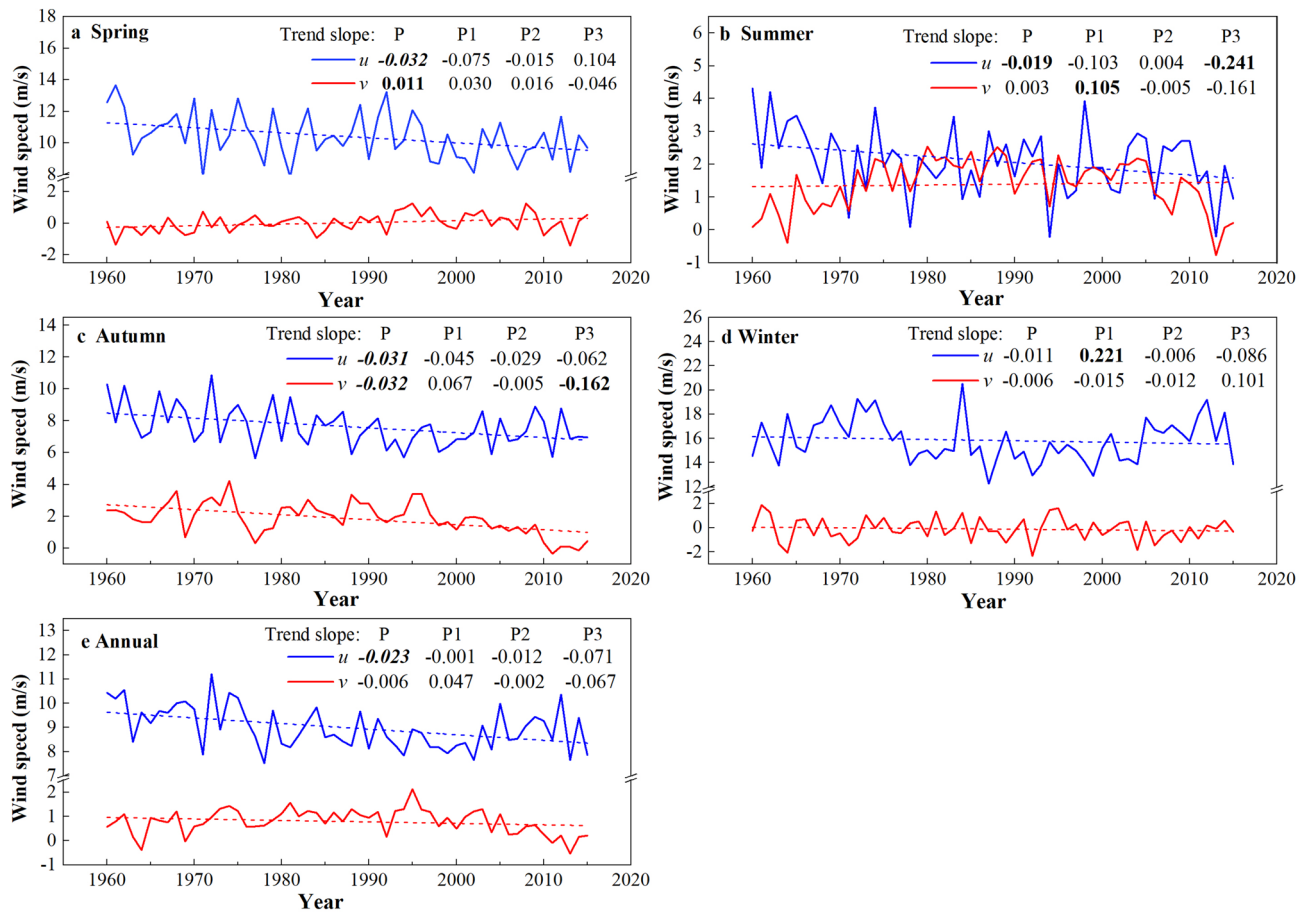 a Spring
Trend slope: P P1 P2 P3
u -0.032 -0.075 -0.015 0.104
v 0.011 0.030 0.016 -0.046
Wind speed (m/s)
18
16
14
12
10
8
2
0
-2
1960 1970 1980 1990 2000 2010 2020
Year
b Summer
Trend slope: P P1 P2 P3
u -0.019 -0.103 0.004 -0.241
v 0.003 0.105 -0.005 -0.161
Wind speed (m/s)
6
5
4
3
2
1
0
-1
1960 1970 1980 1990 2000 2010 2020
Year
c Autumn
Trend slope: P P1 P2 P3
u -0.031 -0.045 -0.029 -0.062
v -0.032 0.067 -0.005 -0.162
Wind speed (m/s)
14
12
10
8
6
4
2
0
1960 1970 1980 1990 2000 2010 2020
Year
d Winter
Trend slope: P P1 P2 P3
u -0.011 0.221 -0.006 -0.086
v -0.006 -0.015 -0.012 0.101
Wind speed (m/s)
26
24
22
20
18
16
14
12
2
0
-2
1960 1970 1980 1990 2000 2010 2020
Year
e Annual
Trend slope: P P1 P2 P3
u -0.023 -0.001 -0.012 -0.071
v -0.006 0.047 -0.002 -0.067
Wind speed (m/s)
13
12
11
10
9
8
7
2
1
0
-1
1960 1970 1980 1990 2000 2010 2020
Year